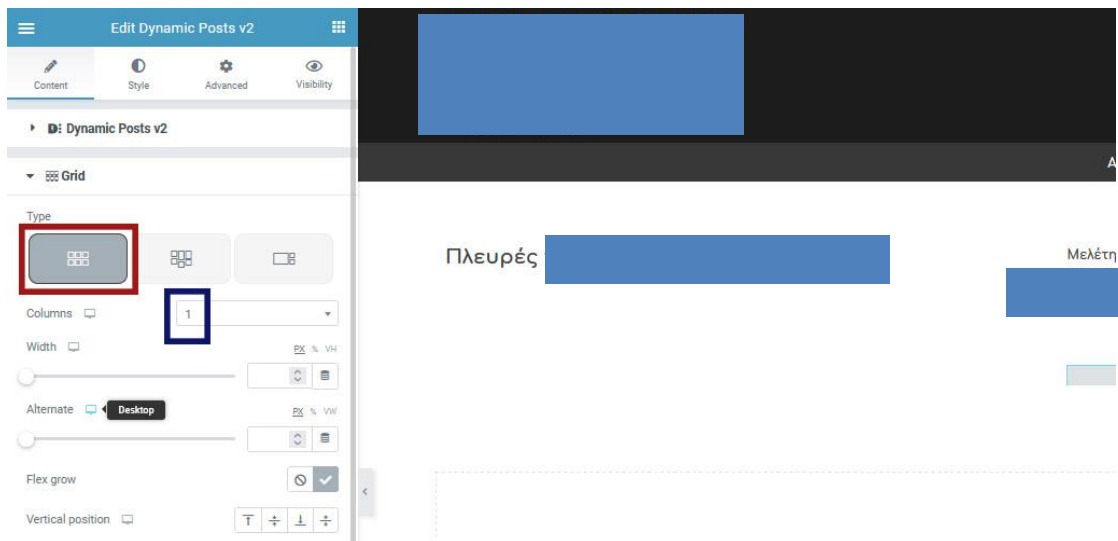 Edit Dynamic Posts v2
Content Style Advanced Visibility
Dynamic Posts v2
Grid
Type
Columns 1
Width PX % VH
Alternate Desktop PX % VW
Flex grow
Vertical position
Α
Πλευρές
Μελέτη